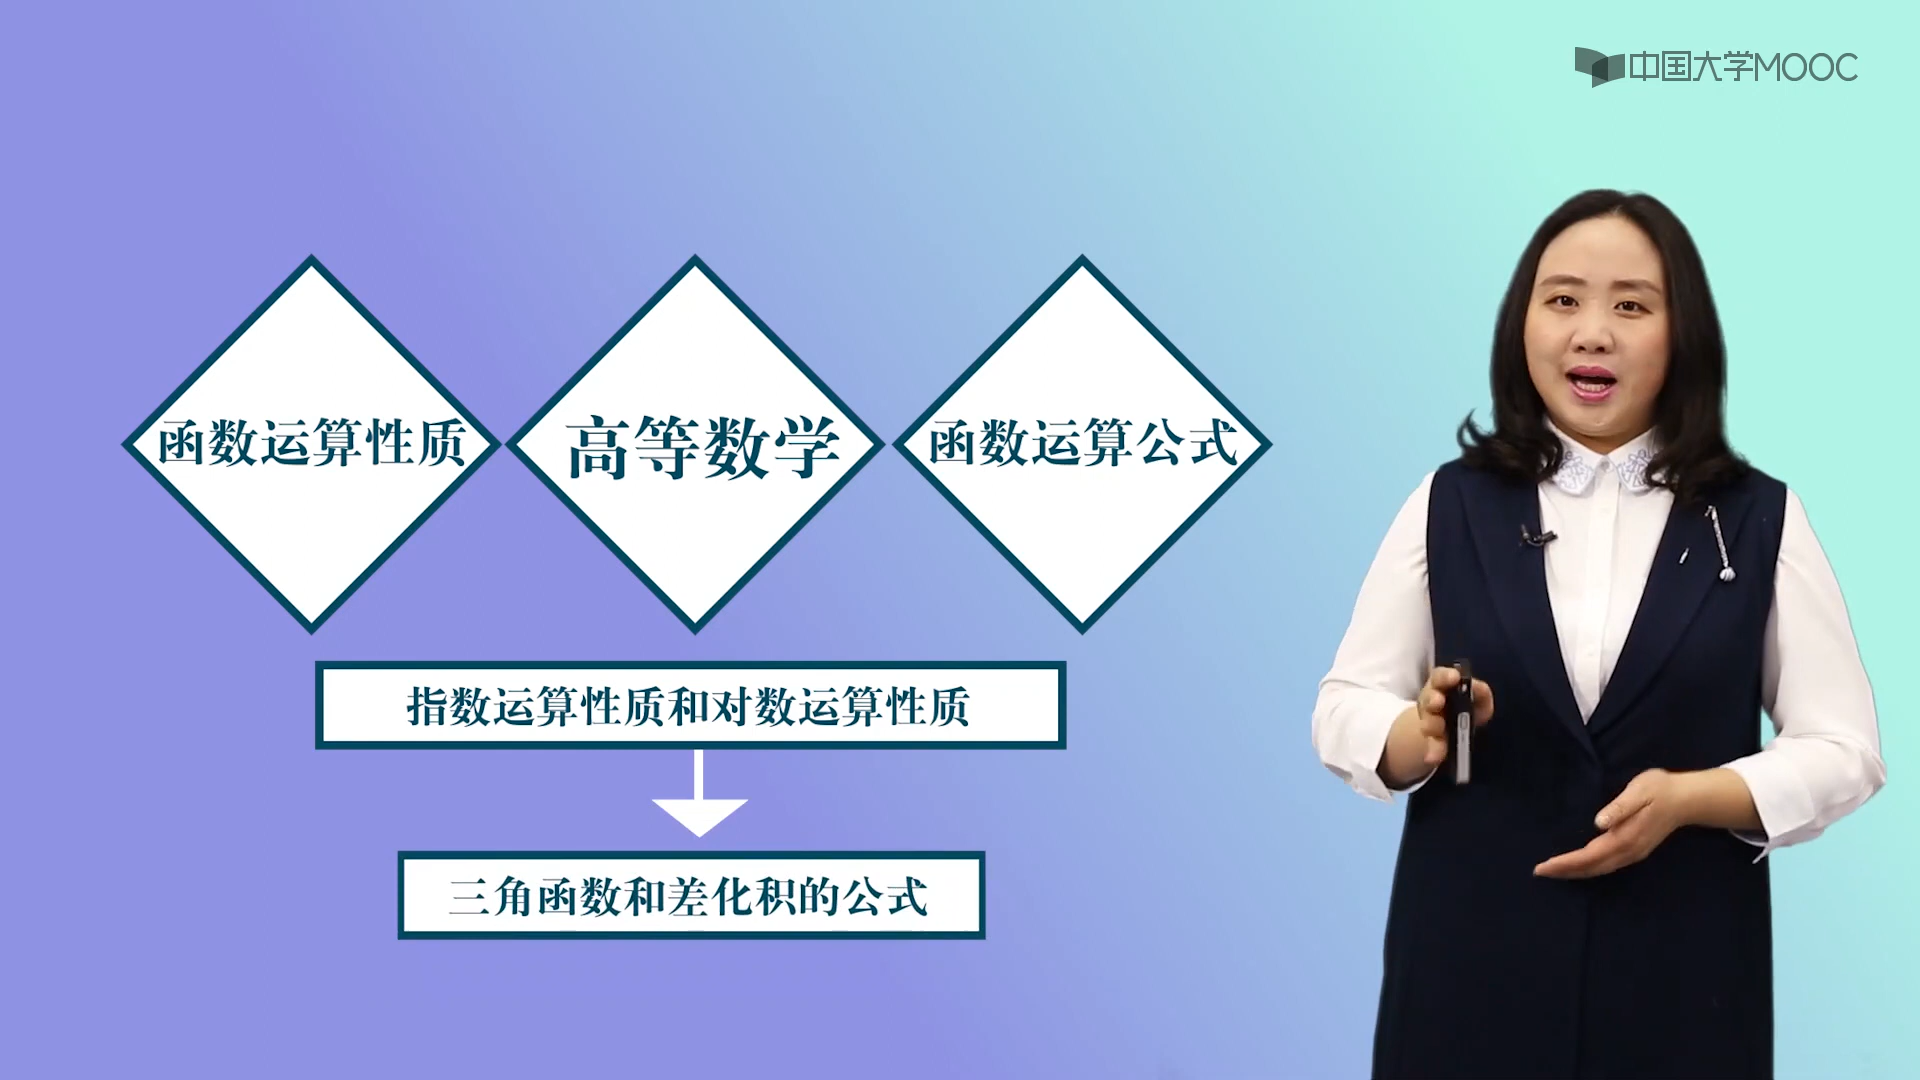 中国大学MOOC
函数运算性质
高等数学
函数运算公式
指数运算性质和对数运算性质
三角函数和差化积的公式